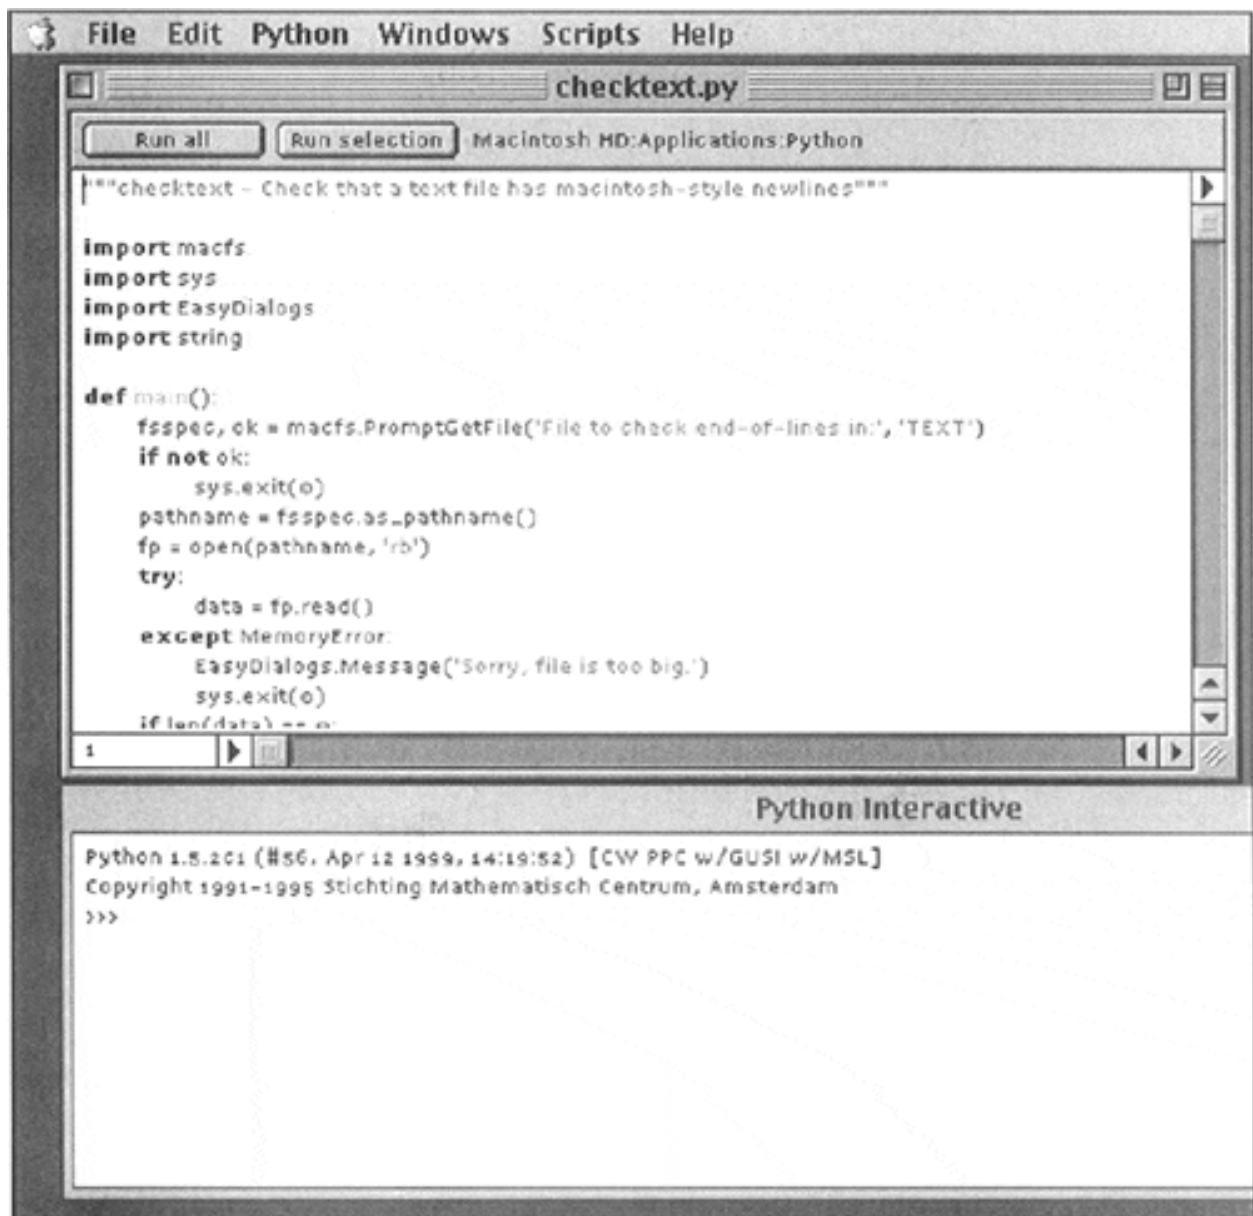 File Edit Python Windows Scripts Help
checktext.py
Run all Run selection Macintosh HD:Applications:Python
"""checktext - Check that a text file has macintosh-style newlines"""
import macfs
import sys
import EasyDialogs
import string
def main():
fsspec, ok = macfs.PromptGetFile('File to check end-of-lines in:', 'TEXT')
if not ok:
sys.exit(0)
pathname = fsspec.as_pathname()
fp = open(pathname, 'rb')
try:
data = fp.read()
except MemoryError:
EasyDialogs.Message('Sorry, file is too big.')
sys.exit(0)
if len(data) == 0:
1
Python Interactive
Python 1.5.2c1 (#56, Apr 12 1999, 14:19:52) [CW PPC w/GUSI w/MSL]
Copyright 1991-1995 Stichting Mathematisch Centrum, Amsterdam
>>>